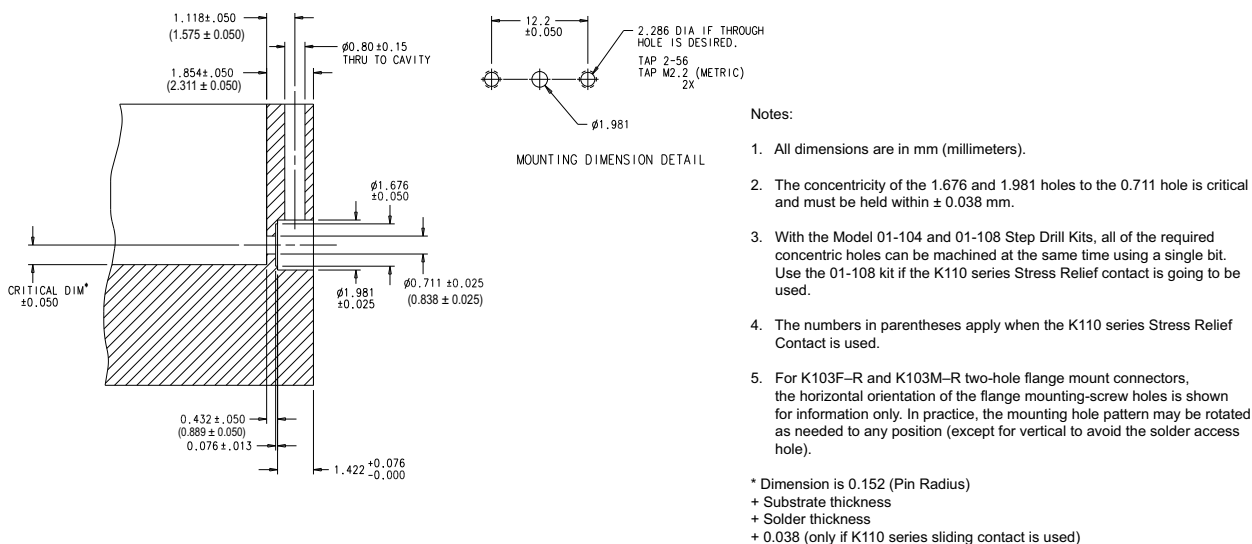 1.118±.050
(1.575 ± 0.050)
ø0.80±0.15
THRU TO CAVITY
1.854±.050
(2.311 ± 0.050)
ø1.676
±0.050
CRITICAL DIM*
±0.050
ø1.981
±0.025
ø0.711 ±0.025
(0.838 ± 0.025)
0.432±.050
(0.889 ± 0.050)
0.076±.013
1.422 +0.076
-0.000
12.2
±0.050
2.286 DIA IF THROUGH
HOLE IS DESIRED.
TAP 2-56
TAP M2.2 (METRIC)
2X
ø1.981
MOUNTING DIMENSION DETAIL
Notes:
1. All dimensions are in mm (millimeters).
2. The concentricity of the 1.676 and 1.981 holes to the 0.711 hole is critical
and must be held within ± 0.038 mm.
3. With the Model 01-104 and 01-108 Step Drill Kits, all of the required
concentric holes can be machined at the same time using a single bit.
Use the 01-108 kit if the K110 series Stress Relief contact is going to be
used.
4. The numbers in parentheses apply when the K110 series Stress Relief
Contact is used.
5. For K103F–R and K103M–R two-hole flange mount connectors,
the horizontal orientation of the flange mounting-screw holes is shown
for information only. In practice, the mounting hole pattern may be rotated
as needed to any position (except for vertical to avoid the solder access
hole).
* Dimension is 0.152 (Pin Radius)
+ Substrate thickness
+ Solder thickness
+ 0.038 (only if K110 series sliding contact is used)